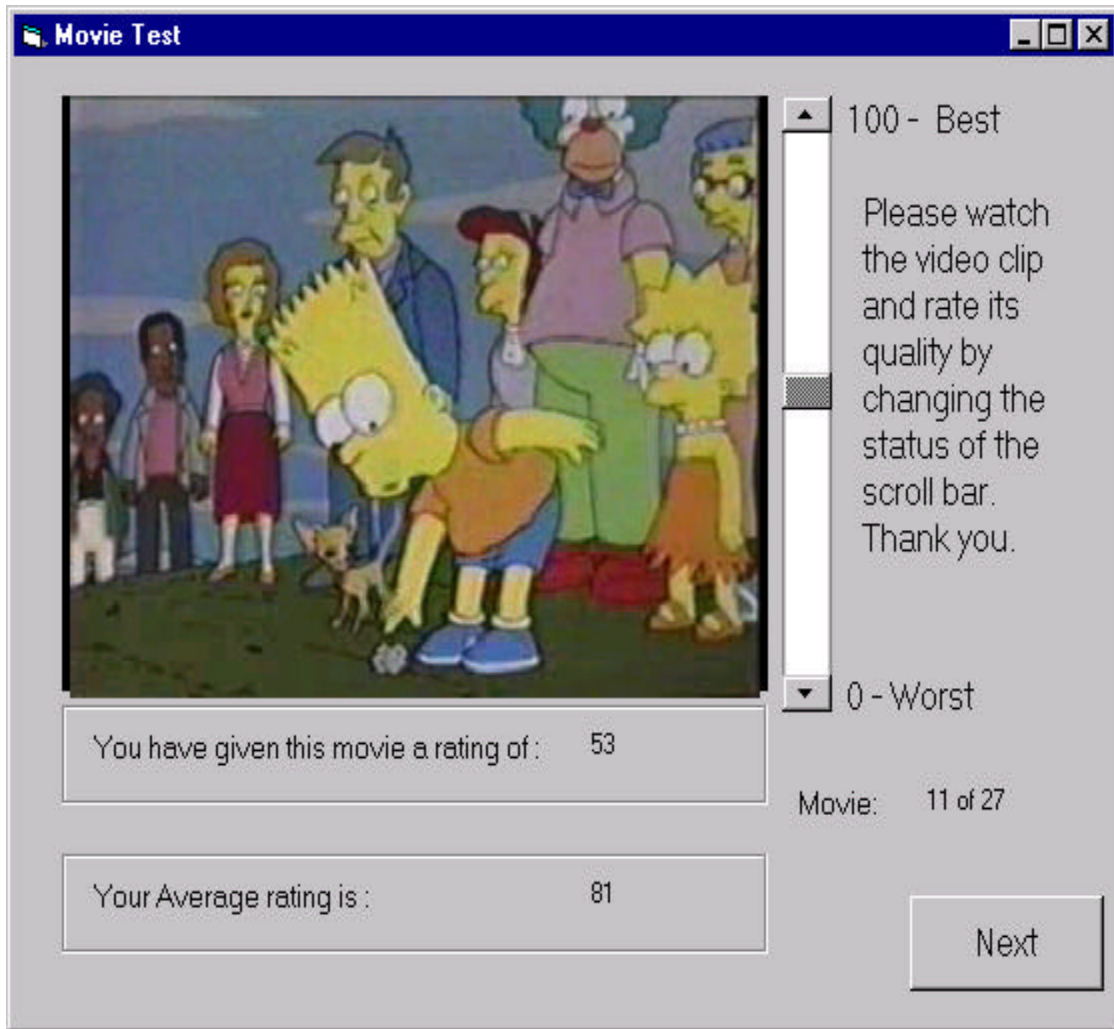 Movie Test
100 - Best
Please watch
the video clip
and rate its
quality by
changing the
status of the
scroll bar.
Thank you.
0 - Worst
You have given this movie a rating of : 53
Movie: 11 of 27
Your Average rating is : 81
Next